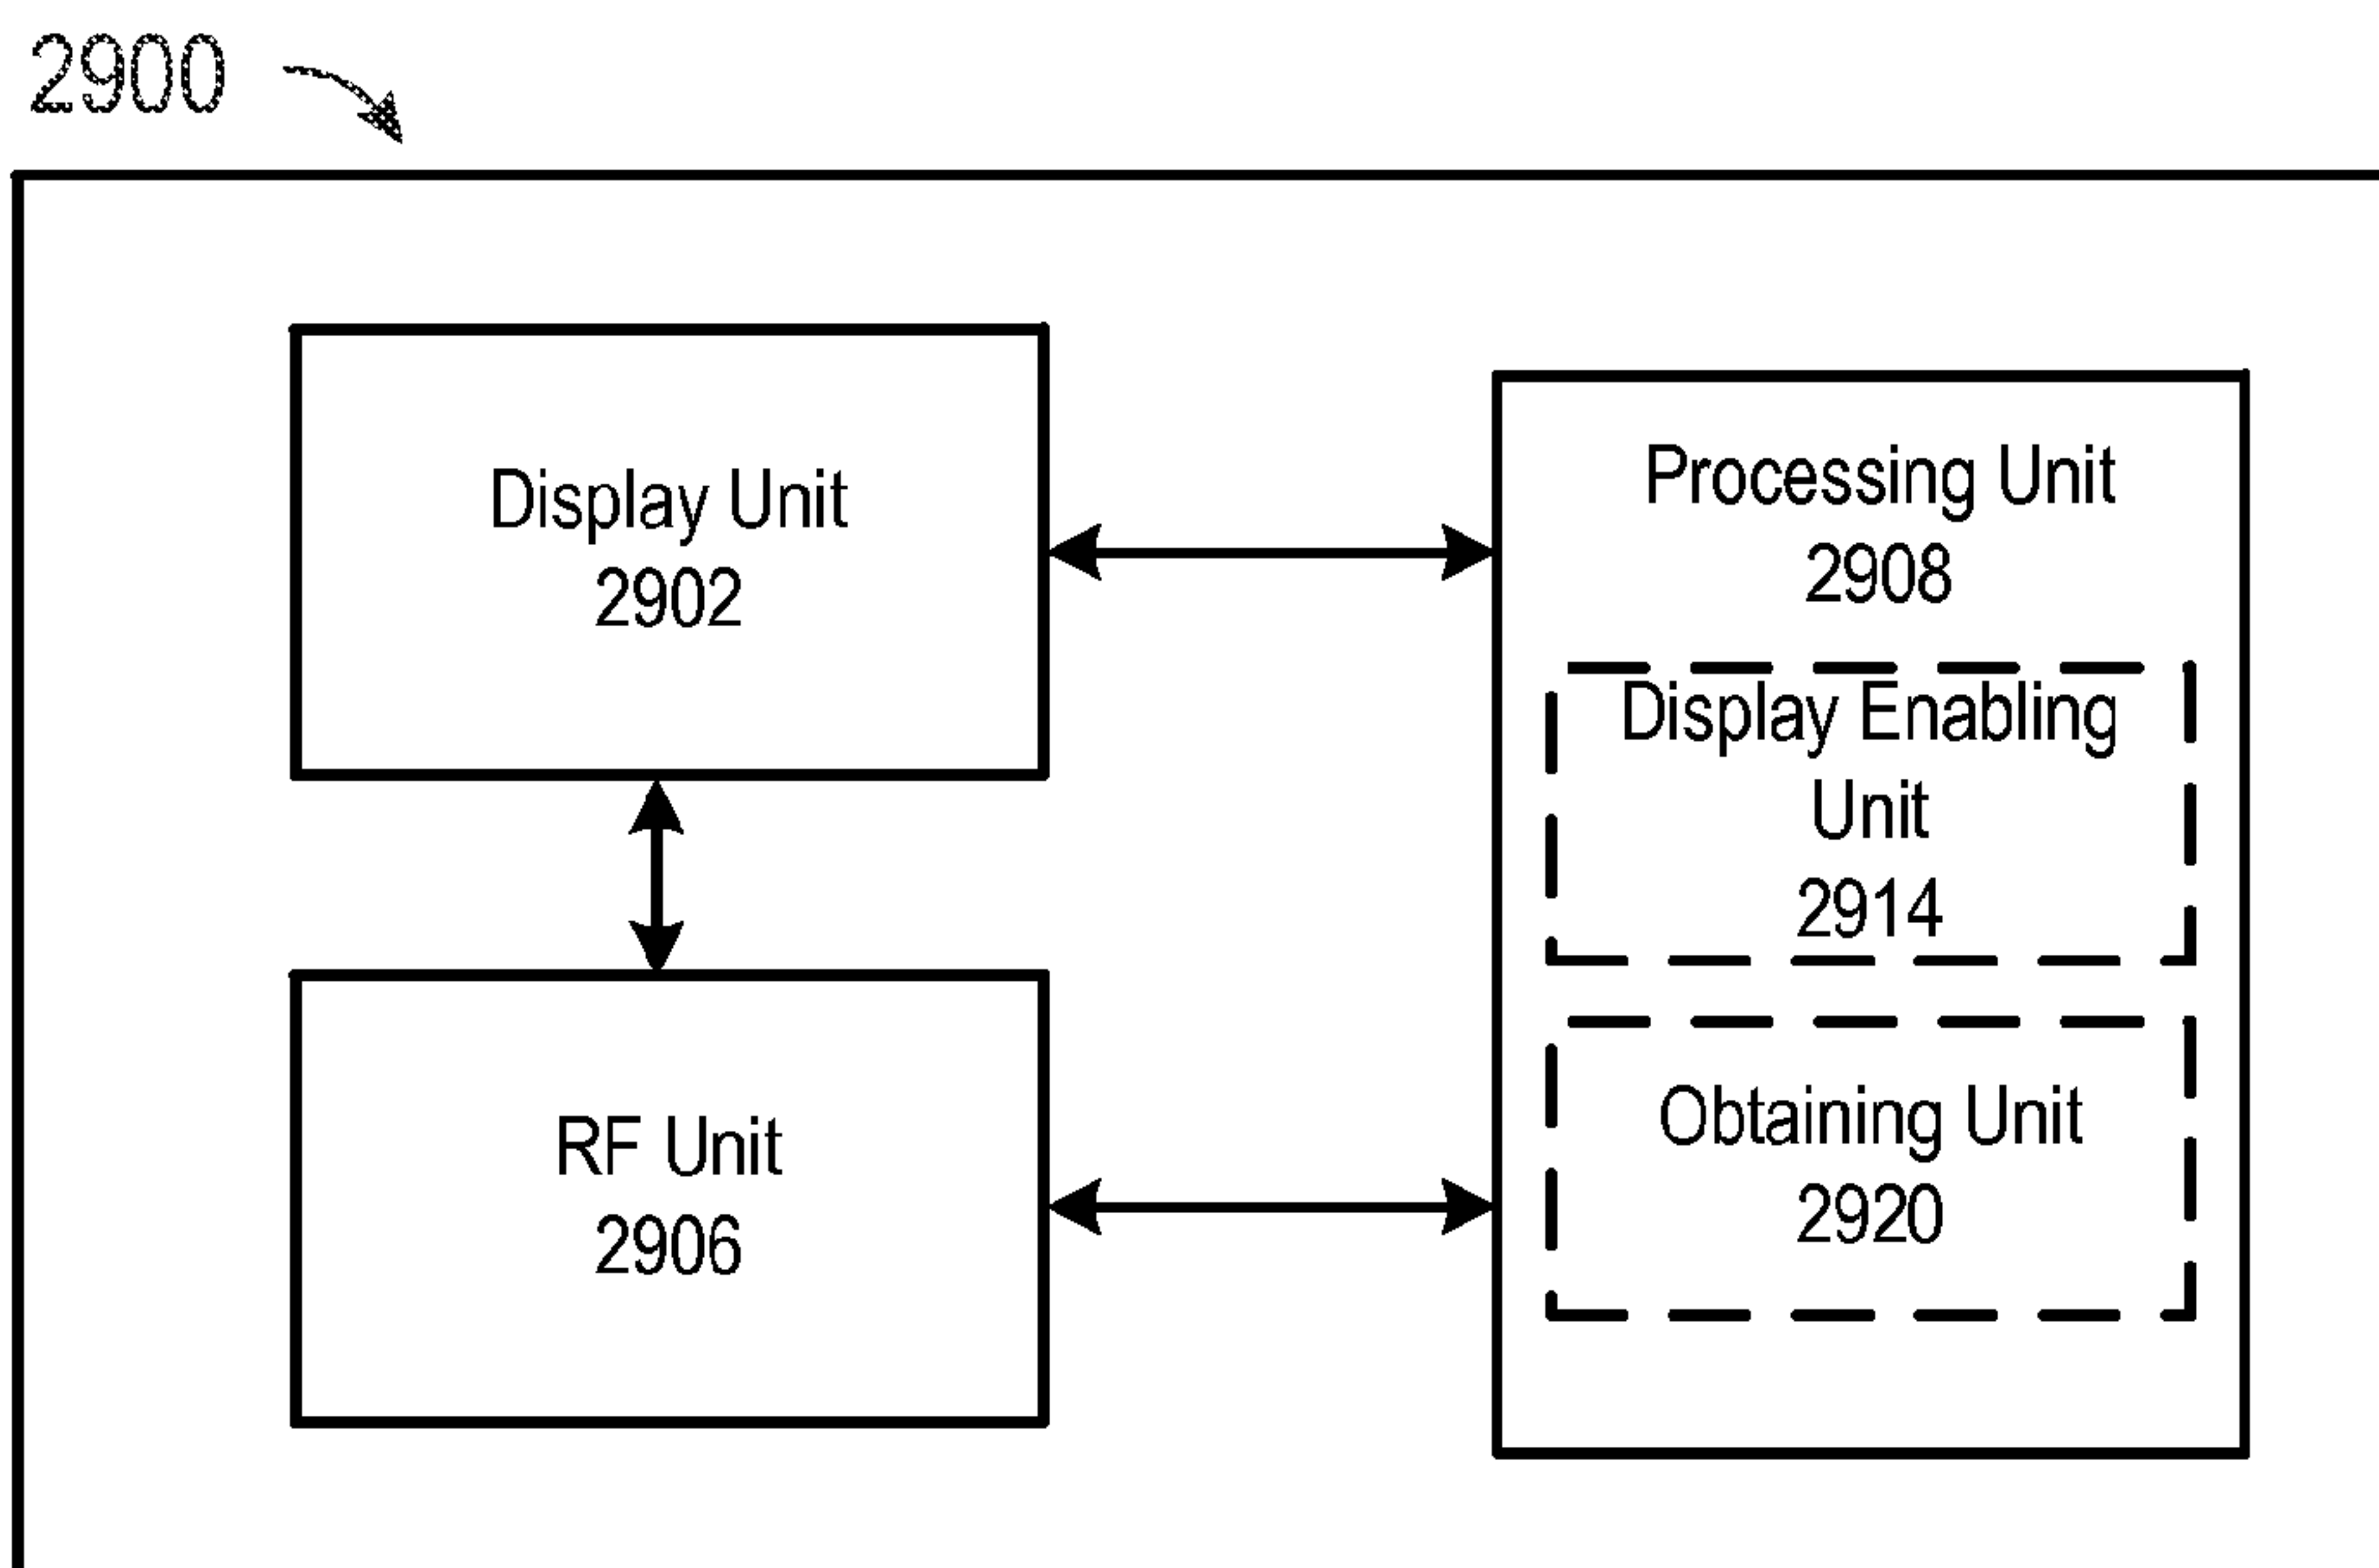 2900
Display Unit
2902
Processing Unit
2908
Display Enabling
Unit
2914
RF Unit
2906
Obtaining Unit
2920